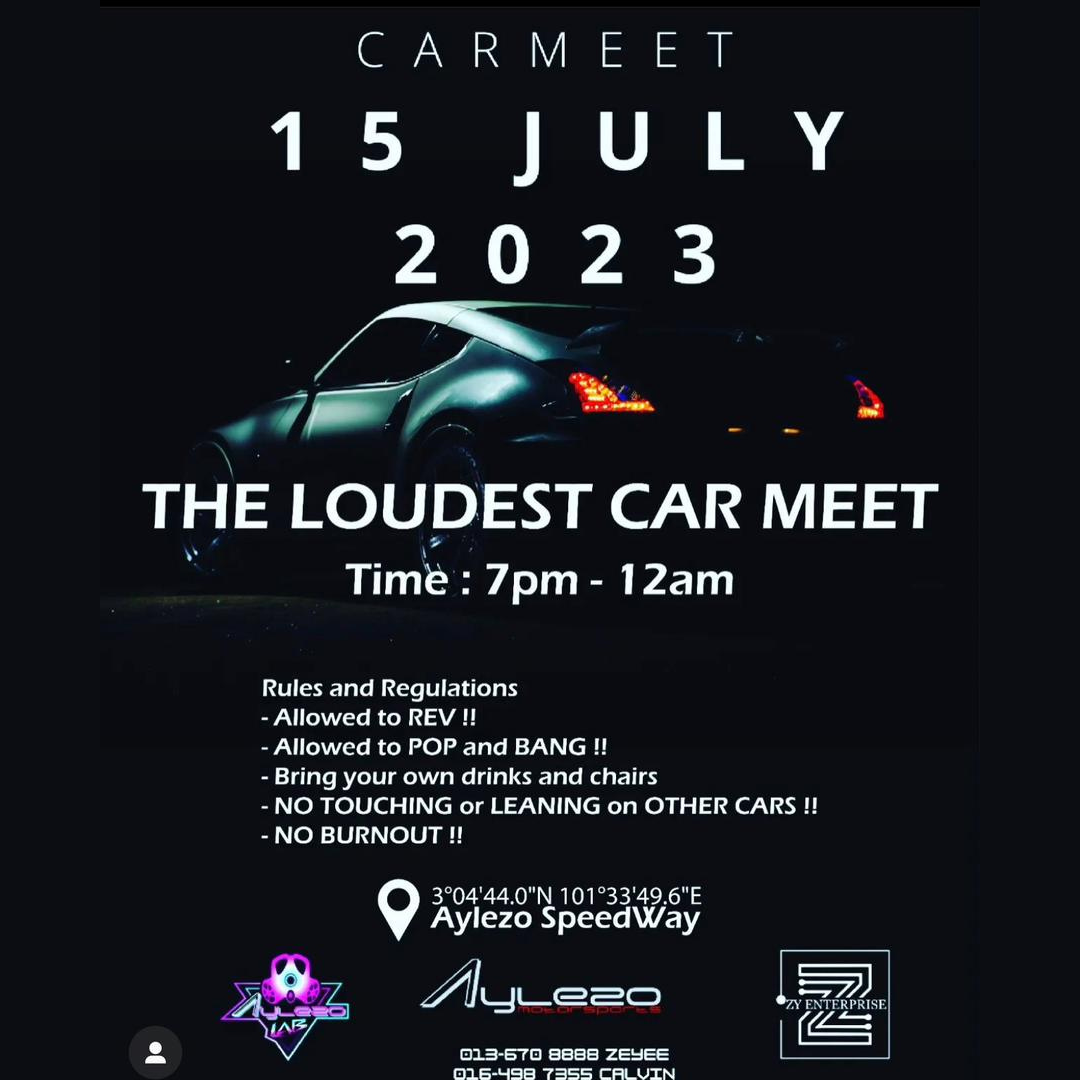 CARMEET
15 JULY
2023
THE LOUDEST CAR MEET
Time : 7pm - 12am
Rules and Regulations
- Allowed to REV !!
- Allowed to POP and BANG !!
- Bring your own drinks and chairs
- NO TOUCHING or LEANING on OTHER CARS !!
- NO BURNOUT !!
3°04'44.0"N 101°33'49.6"E
Aylezo SpeedWay
Aylezo
LAB
Aylezo
motorsports
ZY ENTERPRISE
013-670 8888 ZEYEE
016-498 7355 CALVIN